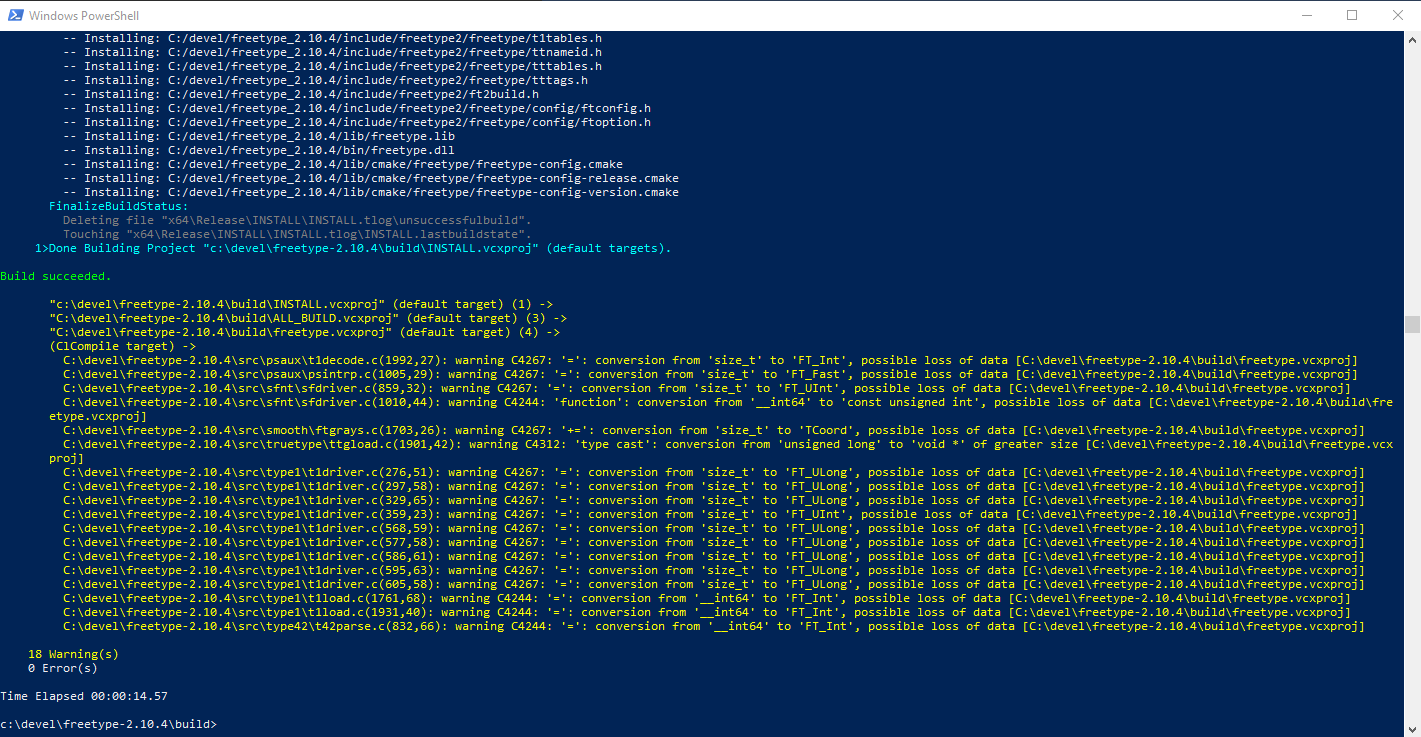 Windows PowerShell
-- Installing: C:/devel/freetype_2.10.4/include/freetype2/freetype/t1tables.h
-- Installing: C:/devel/freetype_2.10.4/include/freetype2/freetype/ttnameid.h
-- Installing: C:/devel/freetype_2.10.4/include/freetype2/freetype/tttables.h
-- Installing: C:/devel/freetype_2.10.4/include/freetype2/freetype/tttags.h
-- Installing: C:/devel/freetype_2.10.4/include/freetype2/ft2build.h
-- Installing: C:/devel/freetype_2.10.4/include/freetype2/freetype/config/ftconfig.h
-- Installing: C:/devel/freetype_2.10.4/include/freetype2/freetype/config/ftoption.h
-- Installing: C:/devel/freetype_2.10.4/lib/freetype.lib
-- Installing: C:/devel/freetype_2.10.4/bin/freetype.dll
-- Installing: C:/devel/freetype_2.10.4/lib/cmake/freetype/freetype-config.cmake
-- Installing: C:/devel/freetype_2.10.4/lib/cmake/freetype/freetype-config-release.cmake
-- Installing: C:/devel/freetype_2.10.4/lib/cmake/freetype/freetype-config-version.cmake
FinalizeBuildStatus:
Deleting file "x64\Release\INSTALL\INSTALL.tlog\unsuccessfulbuild".
Touching "x64\Release\INSTALL\INSTALL.tlog\INSTALL.lastbuildstate".
1>Done Building Project "c:\devel\freetype-2.10.4\build\INSTALL.vcxproj" (default targets).
Build succeeded.
"c:\devel\freetype-2.10.4\build\INSTALL.vcxproj" (default target) (1) ->
"C:\devel\freetype-2.10.4\build\ALL_BUILD.vcxproj" (default target) (3) ->
"C:\devel\freetype-2.10.4\build\freetype.vcxproj" (default target) (4) ->
(ClCompile target) ->
C:\devel\freetype-2.10.4\src\psaux\t1decode.c(1992,27): warning C4267: '=': conversion from 'size_t' to 'FT_Int', possible loss of data [C:\devel\freetype-2.10.4\build\freetype.vcxproj]
C:\devel\freetype-2.10.4\src\psaux\psintrp.c(1005,29): warning C4267: '=': conversion from 'size_t' to 'FT_Fast', possible loss of data [C:\devel\freetype-2.10.4\build\freetype.vcxproj]
C:\devel\freetype-2.10.4\src\sfnt\sfdriver.c(859,32): warning C4267: '=': conversion from 'size_t' to 'FT_UInt', possible loss of data [C:\devel\freetype-2.10.4\build\freetype.vcxproj]
C:\devel\freetype-2.10.4\src\sfnt\sfdriver.c(1010,44): warning C4244: 'function': conversion from '__int64' to 'const unsigned int', possible loss of data [C:\devel\freetype-2.10.4\build\fre
etype.vcxproj]
C:\devel\freetype-2.10.4\src\smooth\ftgrays.c(1703,26): warning C4267: '+=': conversion from 'size_t' to 'TCoord', possible loss of data [C:\devel\freetype-2.10.4\build\freetype.vcxproj]
C:\devel\freetype-2.10.4\src\truetype\ttgload.c(1901,42): warning C4312: 'type cast': conversion from 'unsigned long' to 'void *' of greater size [C:\devel\freetype-2.10.4\build\freetype.vcx
proj]
C:\devel\freetype-2.10.4\src\type1\t1driver.c(276,51): warning C4267: '=': conversion from 'size_t' to 'FT_ULong', possible loss of data [C:\devel\freetype-2.10.4\build\freetype.vcxproj]
C:\devel\freetype-2.10.4\src\type1\t1driver.c(297,58): warning C4267: '=': conversion from 'size_t' to 'FT_ULong', possible loss of data [C:\devel\freetype-2.10.4\build\freetype.vcxproj]
C:\devel\freetype-2.10.4\src\type1\t1driver.c(329,65): warning C4267: '=': conversion from 'size_t' to 'FT_ULong', possible loss of data [C:\devel\freetype-2.10.4\build\freetype.vcxproj]
C:\devel\freetype-2.10.4\src\type1\t1driver.c(359,23): warning C4267: '=': conversion from 'size_t' to 'FT_UInt', possible loss of data [C:\devel\freetype-2.10.4\build\freetype.vcxproj]
C:\devel\freetype-2.10.4\src\type1\t1driver.c(568,59): warning C4267: '=': conversion from 'size_t' to 'FT_ULong', possible loss of data [C:\devel\freetype-2.10.4\build\freetype.vcxproj]
C:\devel\freetype-2.10.4\src\type1\t1driver.c(577,58): warning C4267: '=': conversion from 'size_t' to 'FT_ULong', possible loss of data [C:\devel\freetype-2.10.4\build\freetype.vcxproj]
C:\devel\freetype-2.10.4\src\type1\t1driver.c(586,61): warning C4267: '=': conversion from 'size_t' to 'FT_ULong', possible loss of data [C:\devel\freetype-2.10.4\build\freetype.vcxproj]
C:\devel\freetype-2.10.4\src\type1\t1driver.c(595,63): warning C4267: '=': conversion from 'size_t' to 'FT_ULong', possible loss of data [C:\devel\freetype-2.10.4\build\freetype.vcxproj]
C:\devel\freetype-2.10.4\src\type1\t1driver.c(605,58): warning C4267: '=': conversion from 'size_t' to 'FT_ULong', possible loss of data [C:\devel\freetype-2.10.4\build\freetype.vcxproj]
C:\devel\freetype-2.10.4\src\type1\t1load.c(1761,68): warning C4244: '=': conversion from '__int64' to 'FT_Int', possible loss of data [C:\devel\freetype-2.10.4\build\freetype.vcxproj]
C:\devel\freetype-2.10.4\src\type1\t1load.c(1931,40): warning C4244: '=': conversion from '__int64' to 'FT_Int', possible loss of data [C:\devel\freetype-2.10.4\build\freetype.vcxproj]
C:\devel\freetype-2.10.4\src\type42\t42parse.c(832,66): warning C4244: '=': conversion from '__int64' to 'FT_Int', possible loss of data [C:\devel\freetype-2.10.4\build\freetype.vcxproj]
18 Warning(s)
0 Error(s)
Time Elapsed 00:00:14.57
c:\devel\freetype-2.10.4\build>